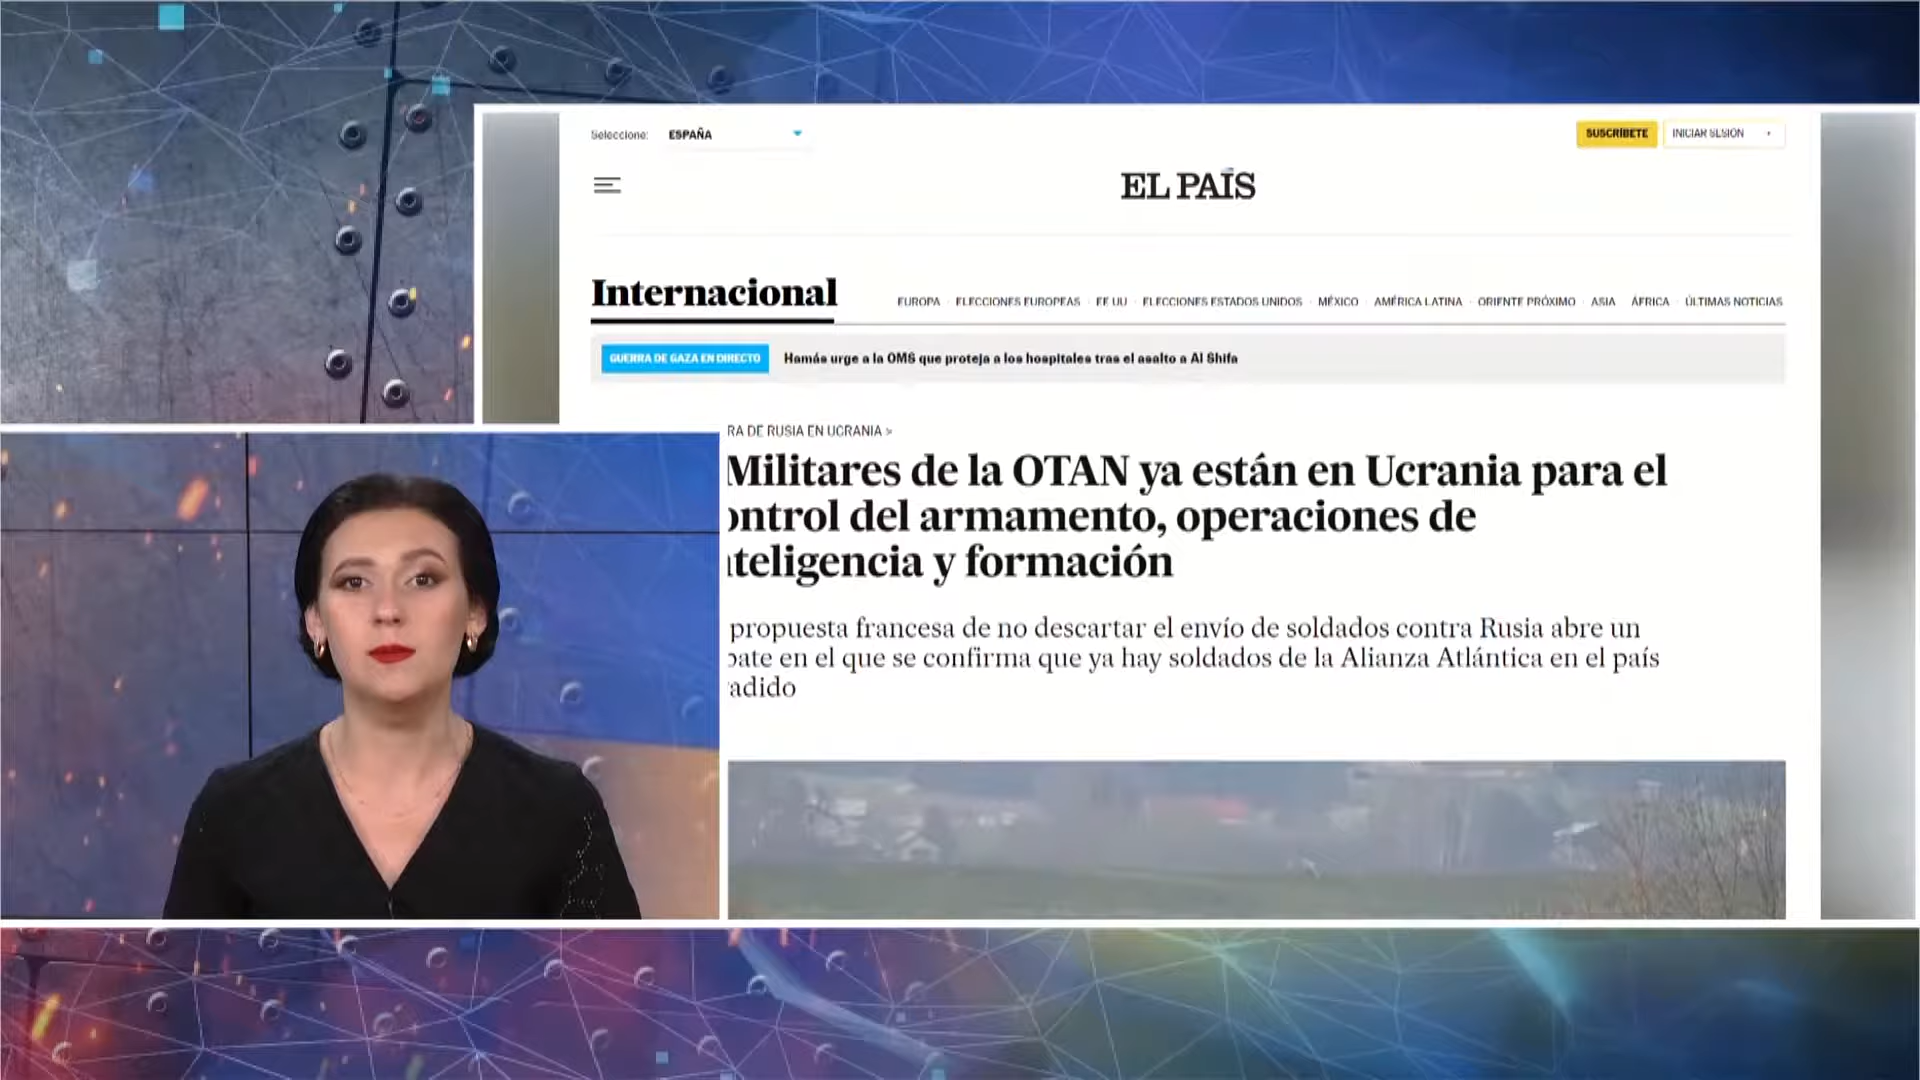 Seleccione: ESPAÑA
SUSCRÍBETE
INICIAR SESIÓN
EL PAÍS
Internacional
EUROPA · ELECCIONES EUROPEAS · EE UU · ELECCIONES ESTADOS UNIDOS · MÉXICO · AMÉRICA LATINA · ORIENTE PRÓXIMO · ASIA · ÁFRICA · ÚLTIMAS NOTICIAS
GUERRA DE GAZA EN DIRECTO
Hamás urge a la OMS que proteja a los hospitales tras el asalto a Al Shifa
RA DE RUSIA EN UCRANIA >
Militares de la OTAN ya están en Ucrania para el
ontrol del armamento, operaciones de
nteligencia y formación
propuesta francesa de no descartar el envío de soldados contra Rusia abre un
bate en el que se confirma que ya hay soldados de la Alianza Atlántica en el país
adido